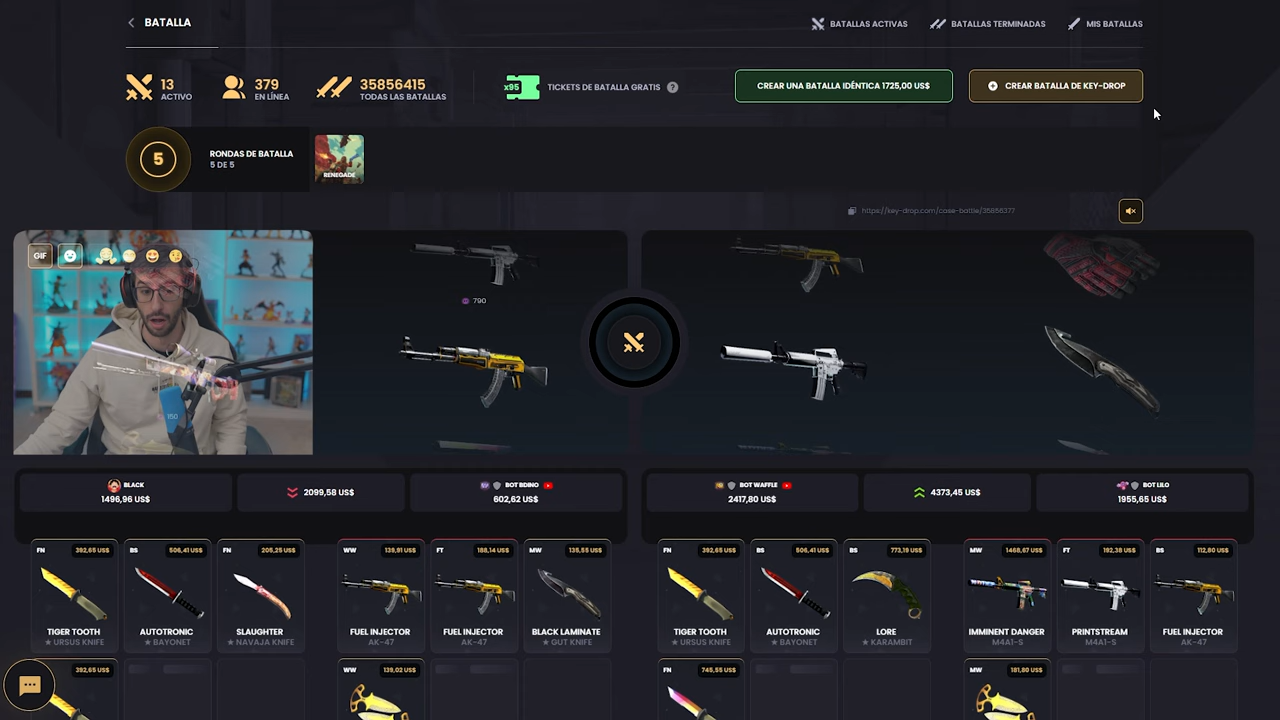 BATALLA
BATALLAS ACTIVAS
BATALLAS TERMINADAS
MIS BATALLAS
13
ACTIVO
379
EN LÍNEA
35856415
TODAS LAS BATALLAS
x95
TICKETS DE BATALLA GRATIS
?
CREAR UNA BATALLA IDÉNTICA 1725,00 US$
CREAR BATALLA DE KEY-DROP
5
RONDAS DE BATALLA
5 DE 5
RENEGADE
https://key-drop.com/case-battle/35856377
GIF
790
150
BLACK
1496,96 US$
2099,58 US$
BOT BDINO
602,62 US$
BOT WAFFLE
2417,80 US$
4373,45 US$
BOT LILO
1955,65 US$
FN 392,65 US$
BS 506,41 US$
FN 205,25 US$
WW 139,91 US$
FT 188,14 US$
MW 135,55 US$
FN 392,65 US$
BS 506,41 US$
BS 773,19 US$
MW 1468,67 US$
FT 192,38 US$
BS 112,80 US$
TIGER TOOTH
★ URSUS KNIFE
AUTOTRONIC
★ BAYONET
SLAUGHTER
★ NAVAJA KNIFE
FUEL INJECTOR
AK-47
FUEL INJECTOR
AK-47
BLACK LAMINATE
★ GUT KNIFE
TIGER TOOTH
★ URSUS KNIFE
AUTOTRONIC
★ BAYONET
LORE
★ KARAMBIT
IMMINENT DANGER
M4A1-S
PRINTSTREAM
M4A1-S
FUEL INJECTOR
AK-47
392,65 US$
WW 139,02 US$
FN 745,55 US$
MW 181,80 US$